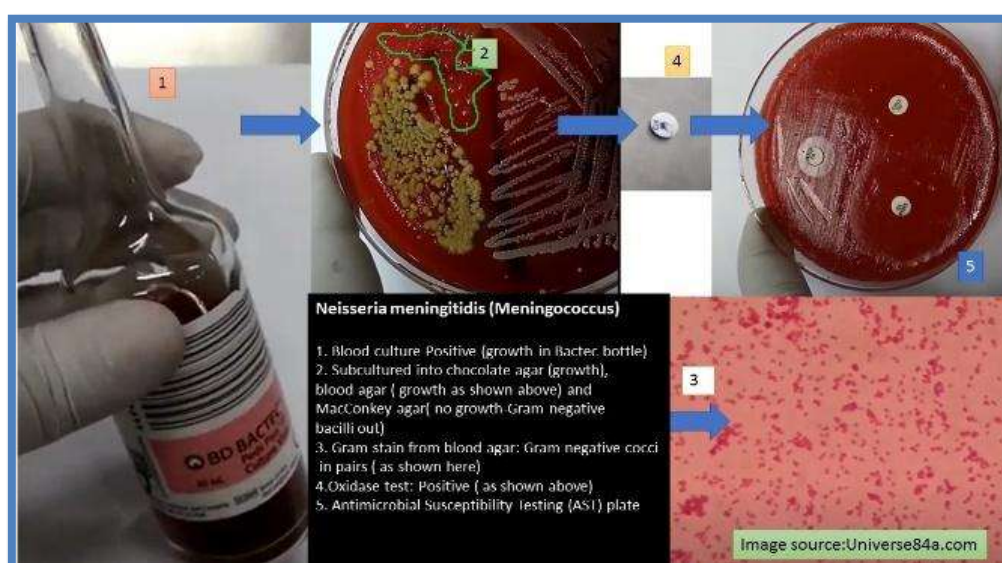 1
2
4
5
3
Neisseria meningitidis (Meningococcus)
1. Blood culture Positive (growth in Bactec bottle)
2. Subcultured into chocolate agar (growth),
blood agar ( growth as shown above) and
MacConkey agar( no growth-Gram negative
bacilli out)
3. Gram stain from blood agar: Gram negative cocci
in pairs ( as shown here)
4.Oxidase test: Positive ( as shown above)
5. Antimicrobial Susceptibility Testing (AST) plate
BD BACTEC
Image source:Universe84a.com